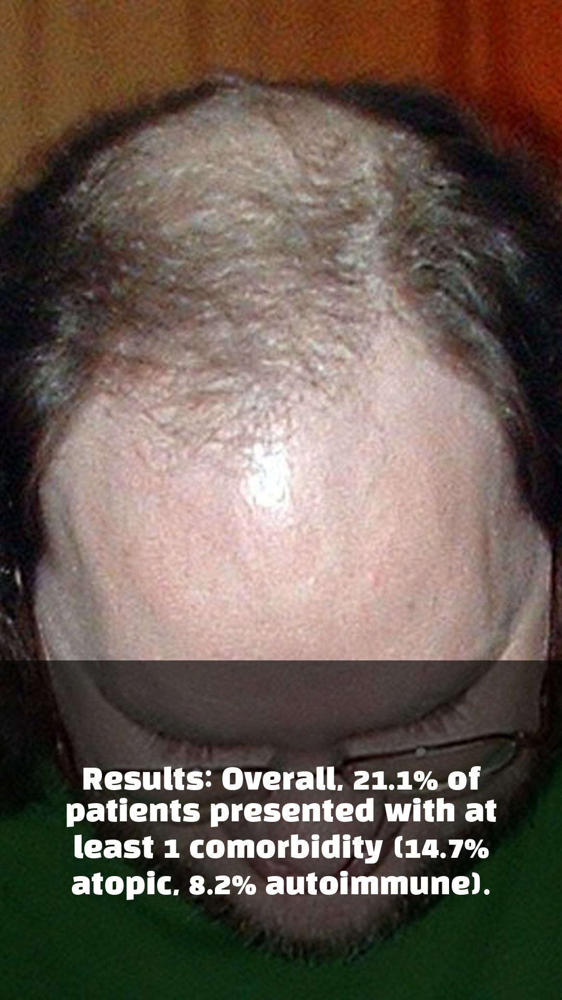 Results: Overall, 21.1% of
patients presented with at
least 1 comorbidity (14.7%
atopic, 8.2% autoimmune).